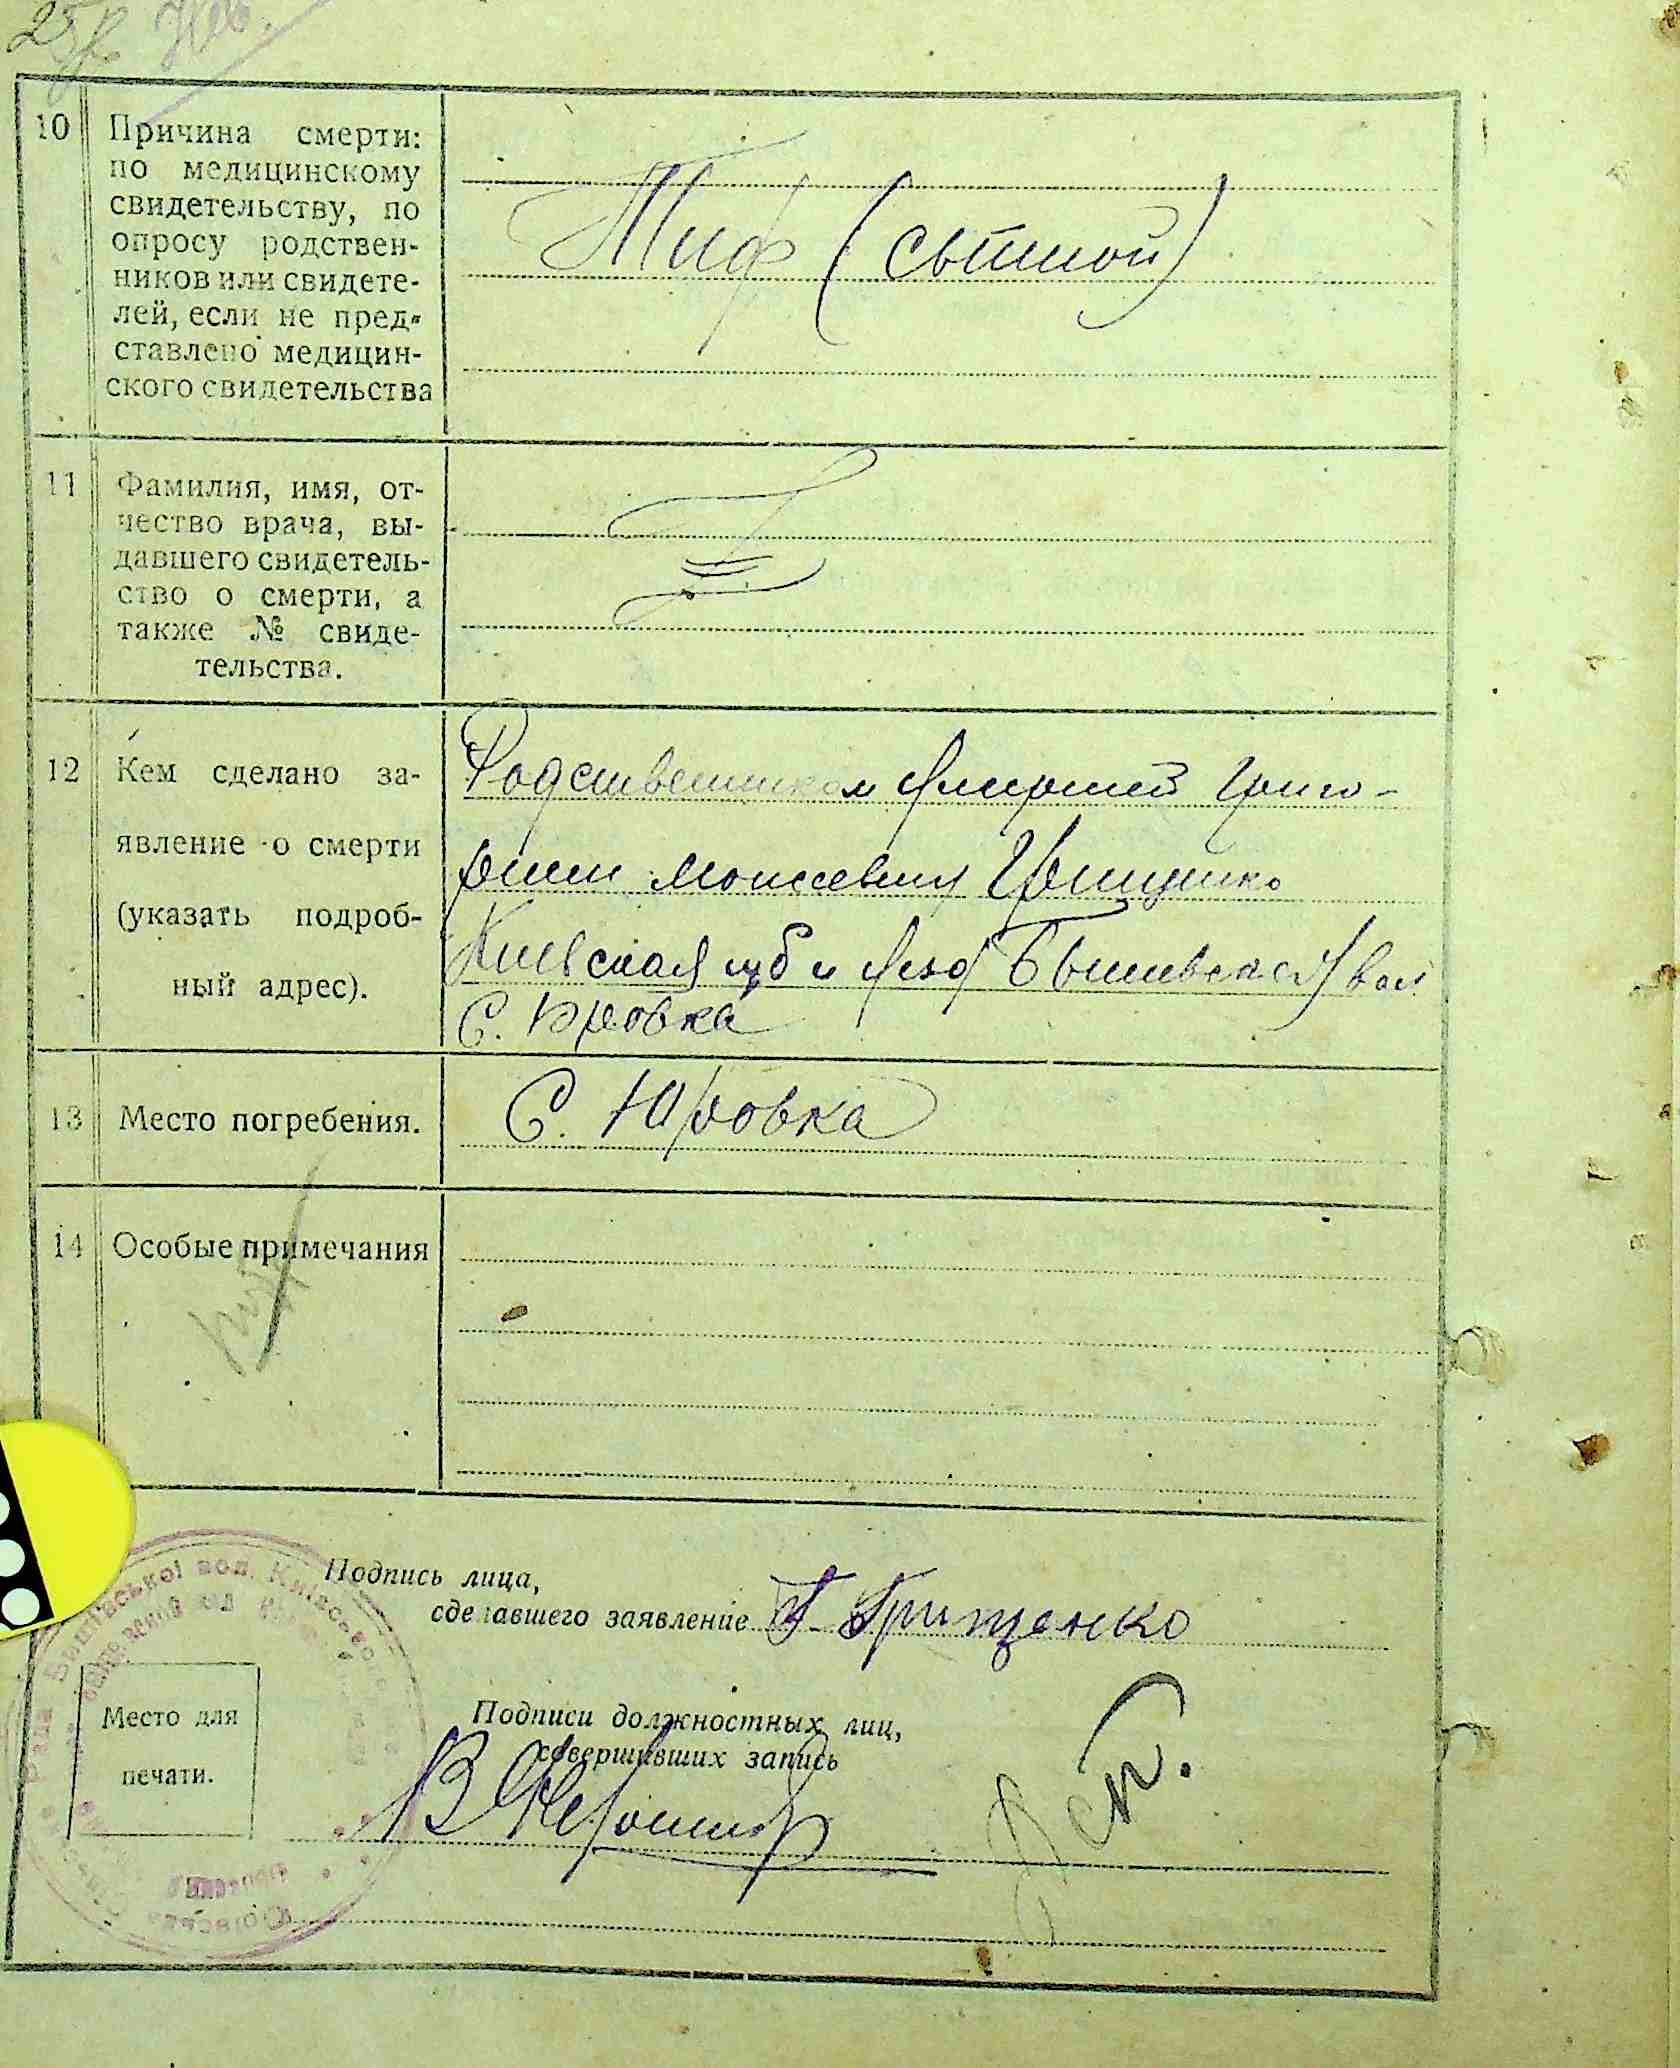 10 Причина смерти:
по медицинскому
свидетельству, по
опросу родствен-
ников или свидете-
лей, если не пред-
ставлено медицин-
ского свидетельства
Тиф (сыпной)
11 Фамилия, имя, от-
чество врача, вы-
давшего свидетель-
ство о смерти, а
также № свиде-
тельства.
12 Кем сделано за-
явление о смерти
(указать подроб-
ный адрес).
Родственником умершей Григо-
рием Моисеевич Грищенко
Киевская губ и уезд Бышевская вол
С. Юровка
13 Место погребения.
С. Юровка
14 Особые примечания
Подпись лица,
сделавшего заявление Г Грищенко
Место для
печати.
Подписи должностных лиц,
совершивших запись